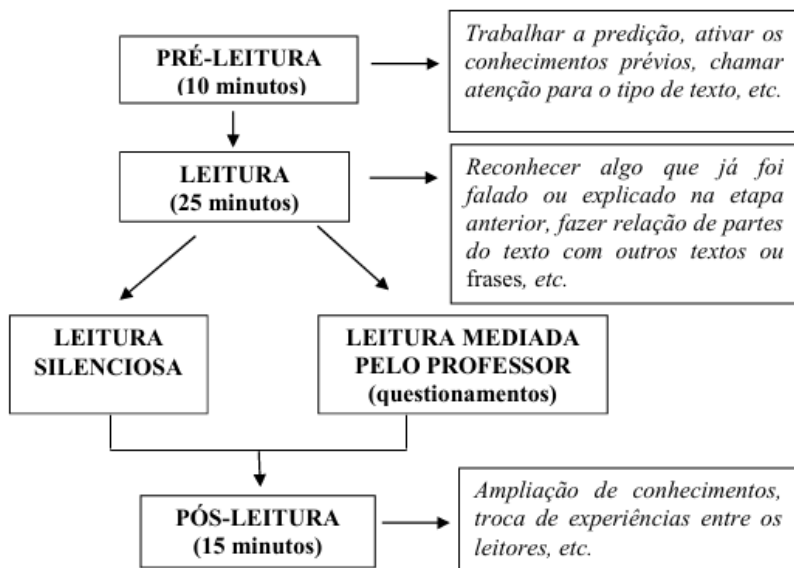 PRÉ-LEITURA
(10 minutos)
Trabalhar a predição, ativar os
conhecimentos prévios, chamar
atenção para o tipo de texto, etc.
LEITURA
(25 minutos)
Reconhecer algo que já foi
falado ou explicado na etapa
anterior, fazer relação de partes
do texto com outros textos ou
frases, etc.
LEITURA
SILENCIOSA
LEITURA MEDIADA
PELO PROFESSOR
(questionamentos)
PÓS-LEITURA
(15 minutos)
Ampliação de conhecimentos,
troca de experiências entre os
leitores, etc.